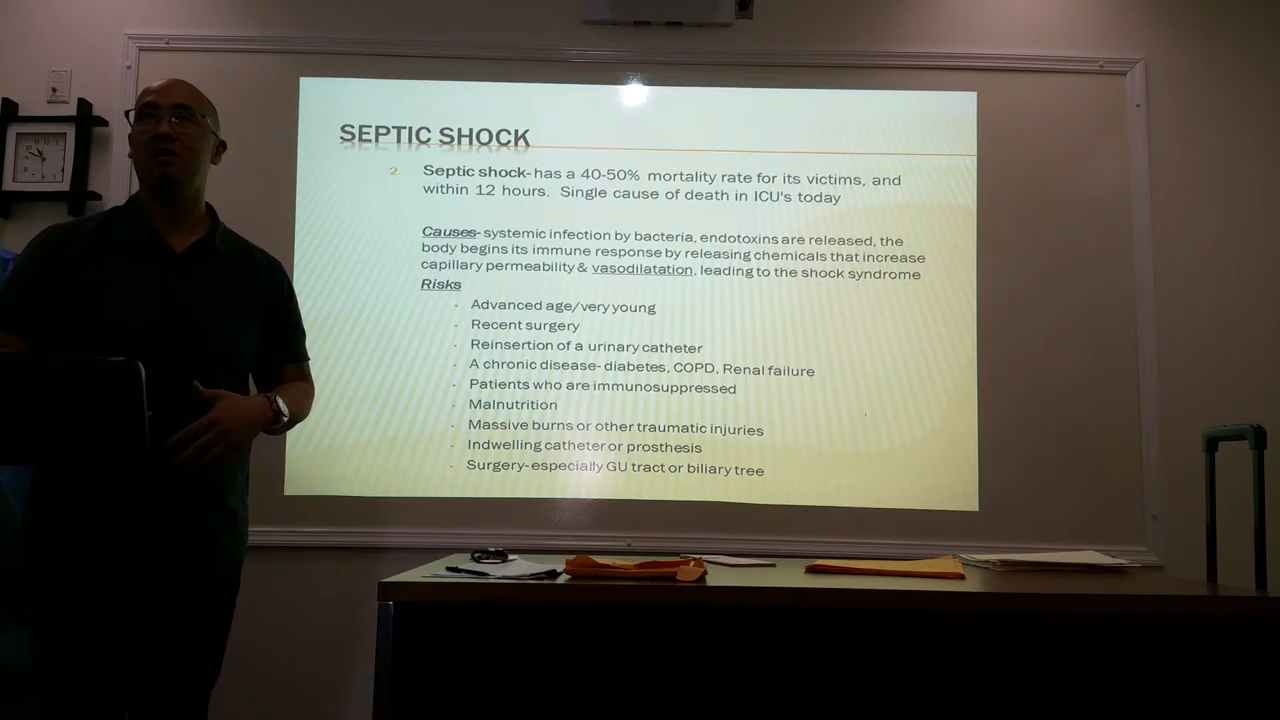 SEPTIC SHOCK
2. Septic shock- has a 40-50% mortality rate for its victims, and
within 12 hours. Single cause of death in ICU's today
Causes- systemic infection by bacteria, endotoxins are released, the
body begins its immune response by releasing chemicals that increase
capillary permeability & vasodilatation, leading to the shock syndrome
Risks
• Advanced age/very young
• Recent surgery
• Reinsertion of a urinary catheter
• A chronic disease- diabetes, COPD, Renal failure
• Patients who are immunosuppressed
• Malnutrition
• Massive burns or other traumatic injuries
• Indwelling catheter or prosthesis
• Surgery- especially GU tract or biliary tree